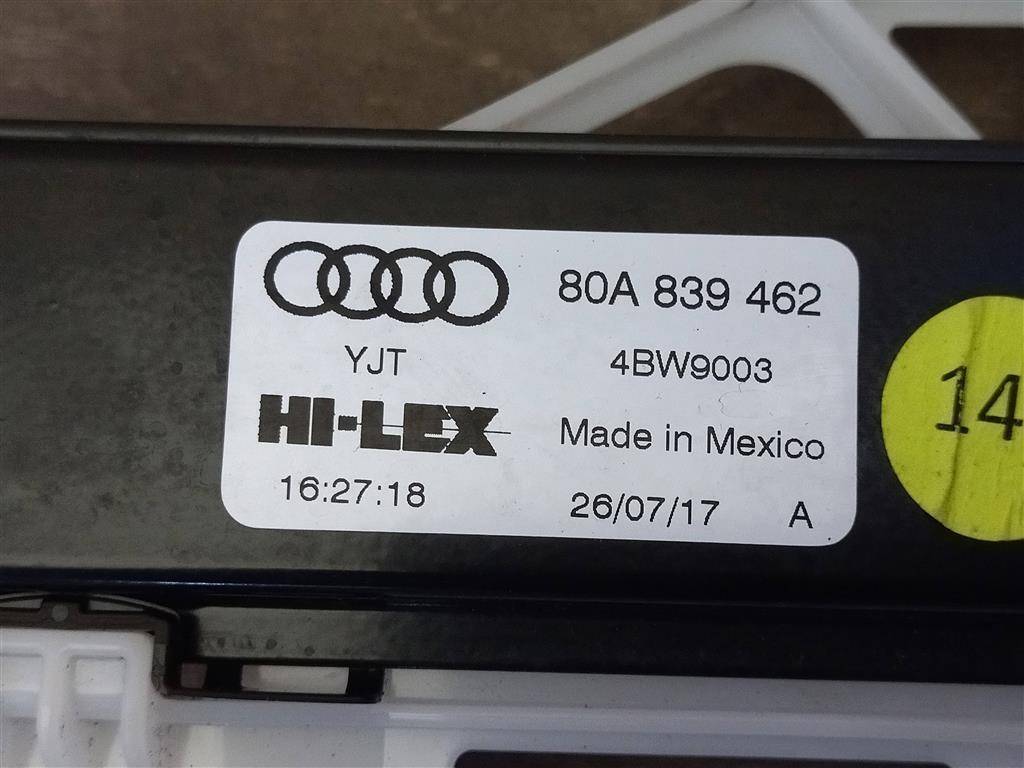 80A 839 462
YJT 4BW9003
HI-LEX Made in Mexico
16:27:18 26/07/17 A
14